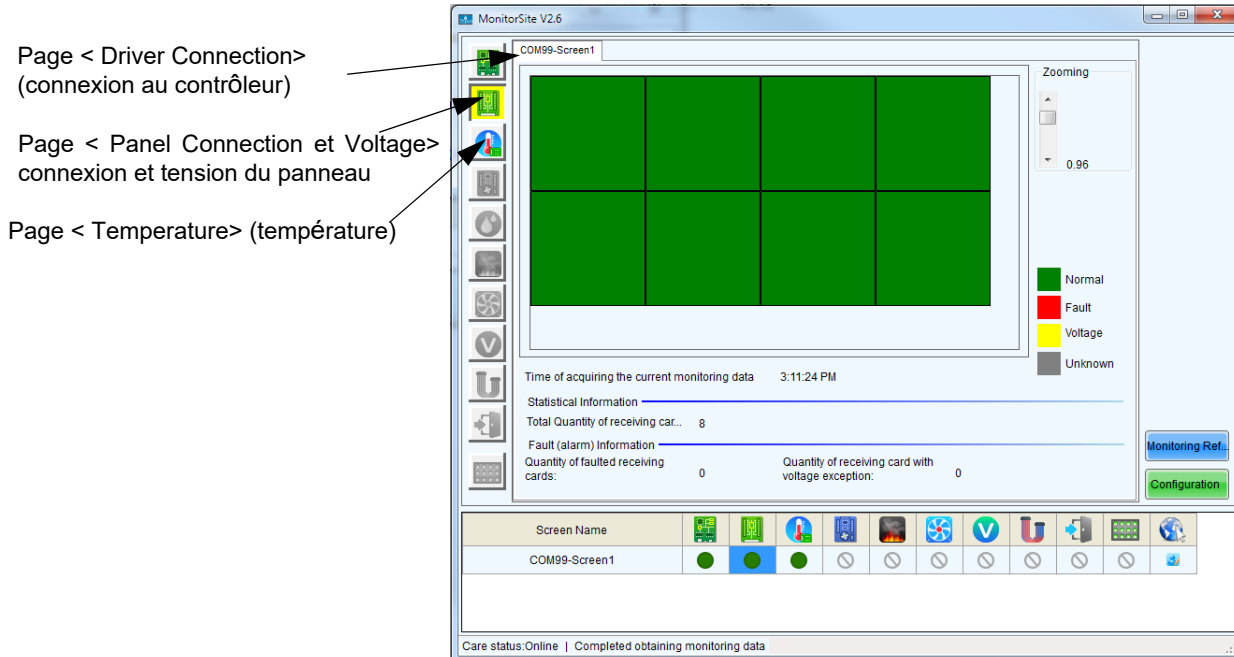 MonitorSite V2.6
Page < Driver Connection>
(connexion au contrôleur)
Page < Panel Connection et Voltage>
connexion et tension du panneau
Page < Temperature> (température)
COM99-Screen1
Zooming
0.96
Normal
Fault
Voltage
Unknown
Time of acquiring the current monitoring data 3:11:24 PM
Statistical Information
Total Quantity of receiving car... 8
Fault (alarm) Information
Quantity of faulted receiving
cards: 0
Quantity of receiving card with
voltage exception: 0
Monitoring Ref...
Configuration
Screen Name
COM99-Screen1
Care status:Online | Completed obtaining monitoring data